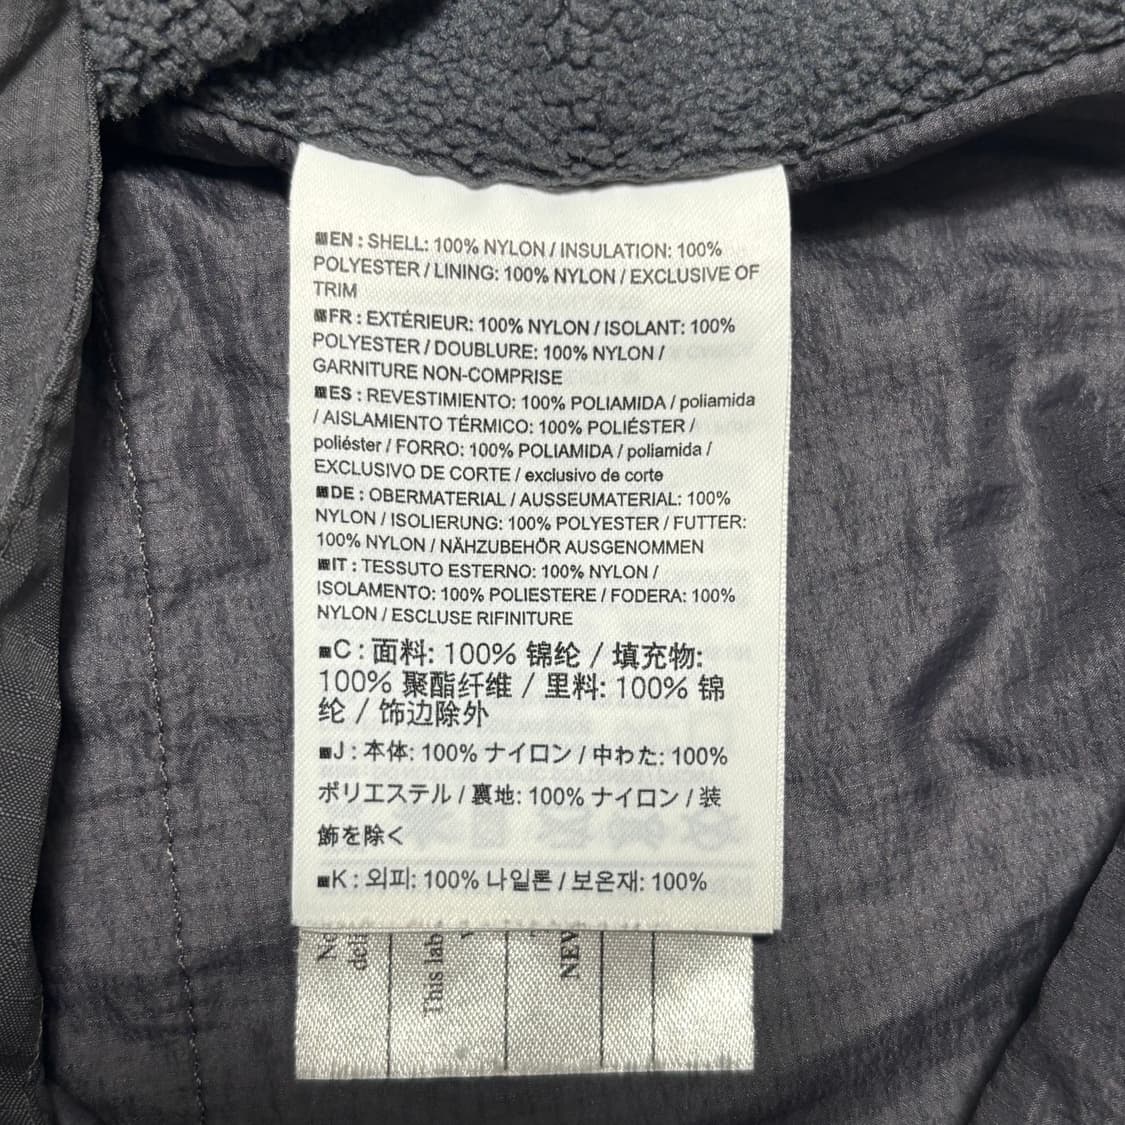 EN : SHELL: 100% NYLON / INSULATION: 100%
POLYESTER / LINING: 100% NYLON / EXCLUSIVE OF
TRIM
FR : EXTÉRIEUR: 100% NYLON / ISOLANT: 100%
POLYESTER / DOUBLURE: 100% NYLON /
GARNITURE NON-COMPRISE
ES : REVESTIMIENTO: 100% POLIAMIDA / poliamida
/ AISLAMIENTO TÉRMICO: 100% POLIÉSTER /
poliéster / FORRO: 100% POLIAMIDA / poliamida /
EXCLUSIVO DE CORTE / exclusivo de corte
DE : OBERMATERIAL / AUSSEUMATERIAL: 100%
NYLON / ISOLIERUNG: 100% POLYESTER / FUTTER:
100% NYLON / NÄHZUBEHÖR AUSGENOMMEN
IT : TESSUTO ESTERNO: 100% NYLON /
ISOLAMENTO: 100% POLIESTERE / FODERA: 100%
NYLON / ESCLUSE RIFINITURE
C : 面料: 100% 锦纶 / 填充物:
100% 聚酯纤维 / 里料: 100% 锦
纶 / 饰边除外
J : 本体: 100% ナイロン / 中わた: 100%
ポリエステル / 裏地: 100% ナイロン / 装
飾を除く
K : 외피: 100% 나일론 / 보온재: 100%
This